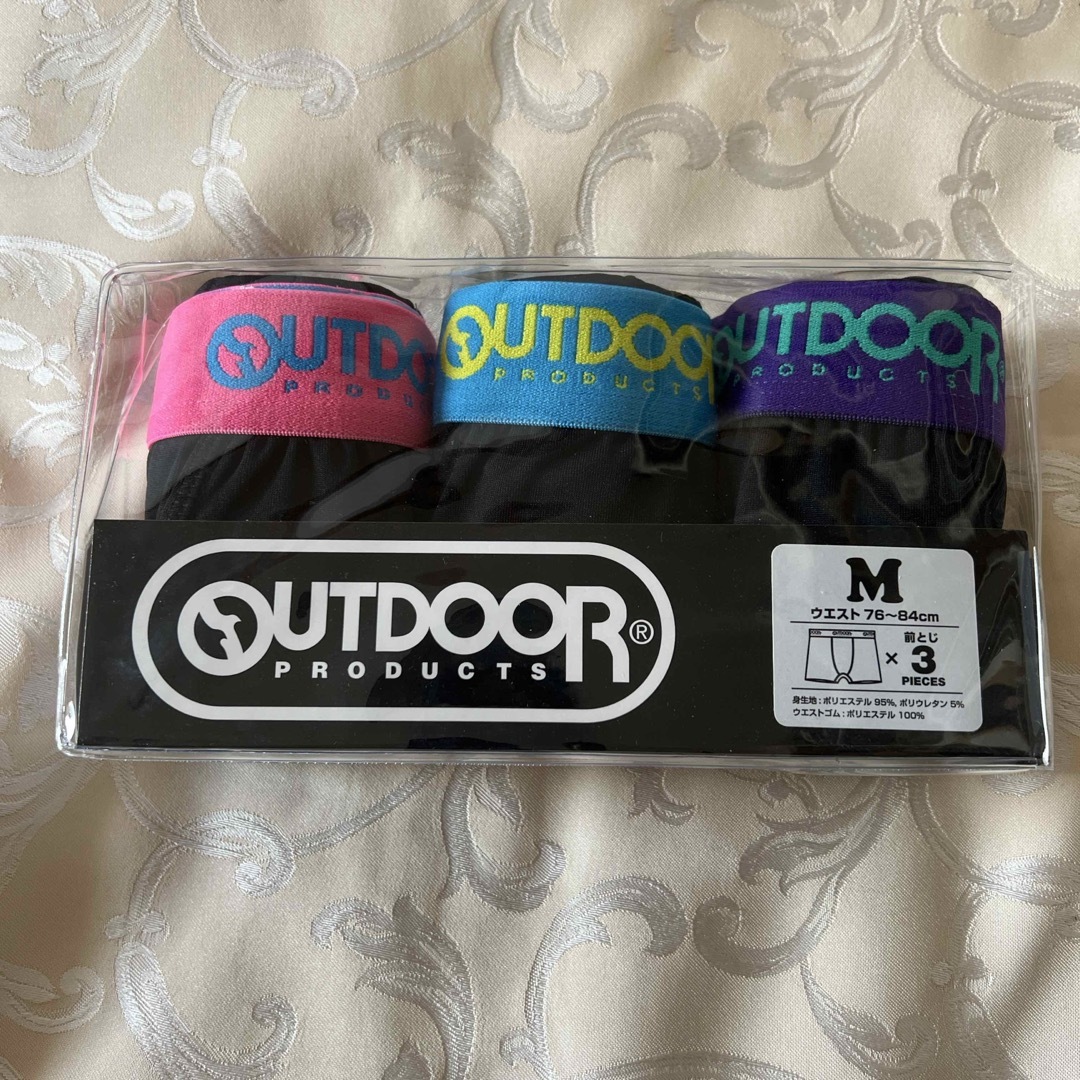 OUTDOOR
PRODU
OUTDOOR
PRODUCTS
OUTDOOR®
PRODUCTS
OUTDOOR®
PRODUCTS
M
ウエスト 76～84cm
前とじ
× 3
PIECES
身生地 : ポリエステル 95%, ポリウレタン 5%
ウエストゴム : ポリエステル 100%